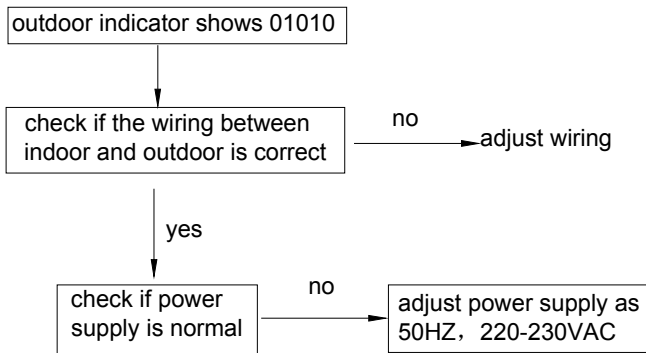 outdoor indicator shows 01010
check if the wiring between
indoor and outdoor is correct
no
adjust wiring
yes
check if power
supply is normal
no
adjust power supply as
50HZ，220-230VAC